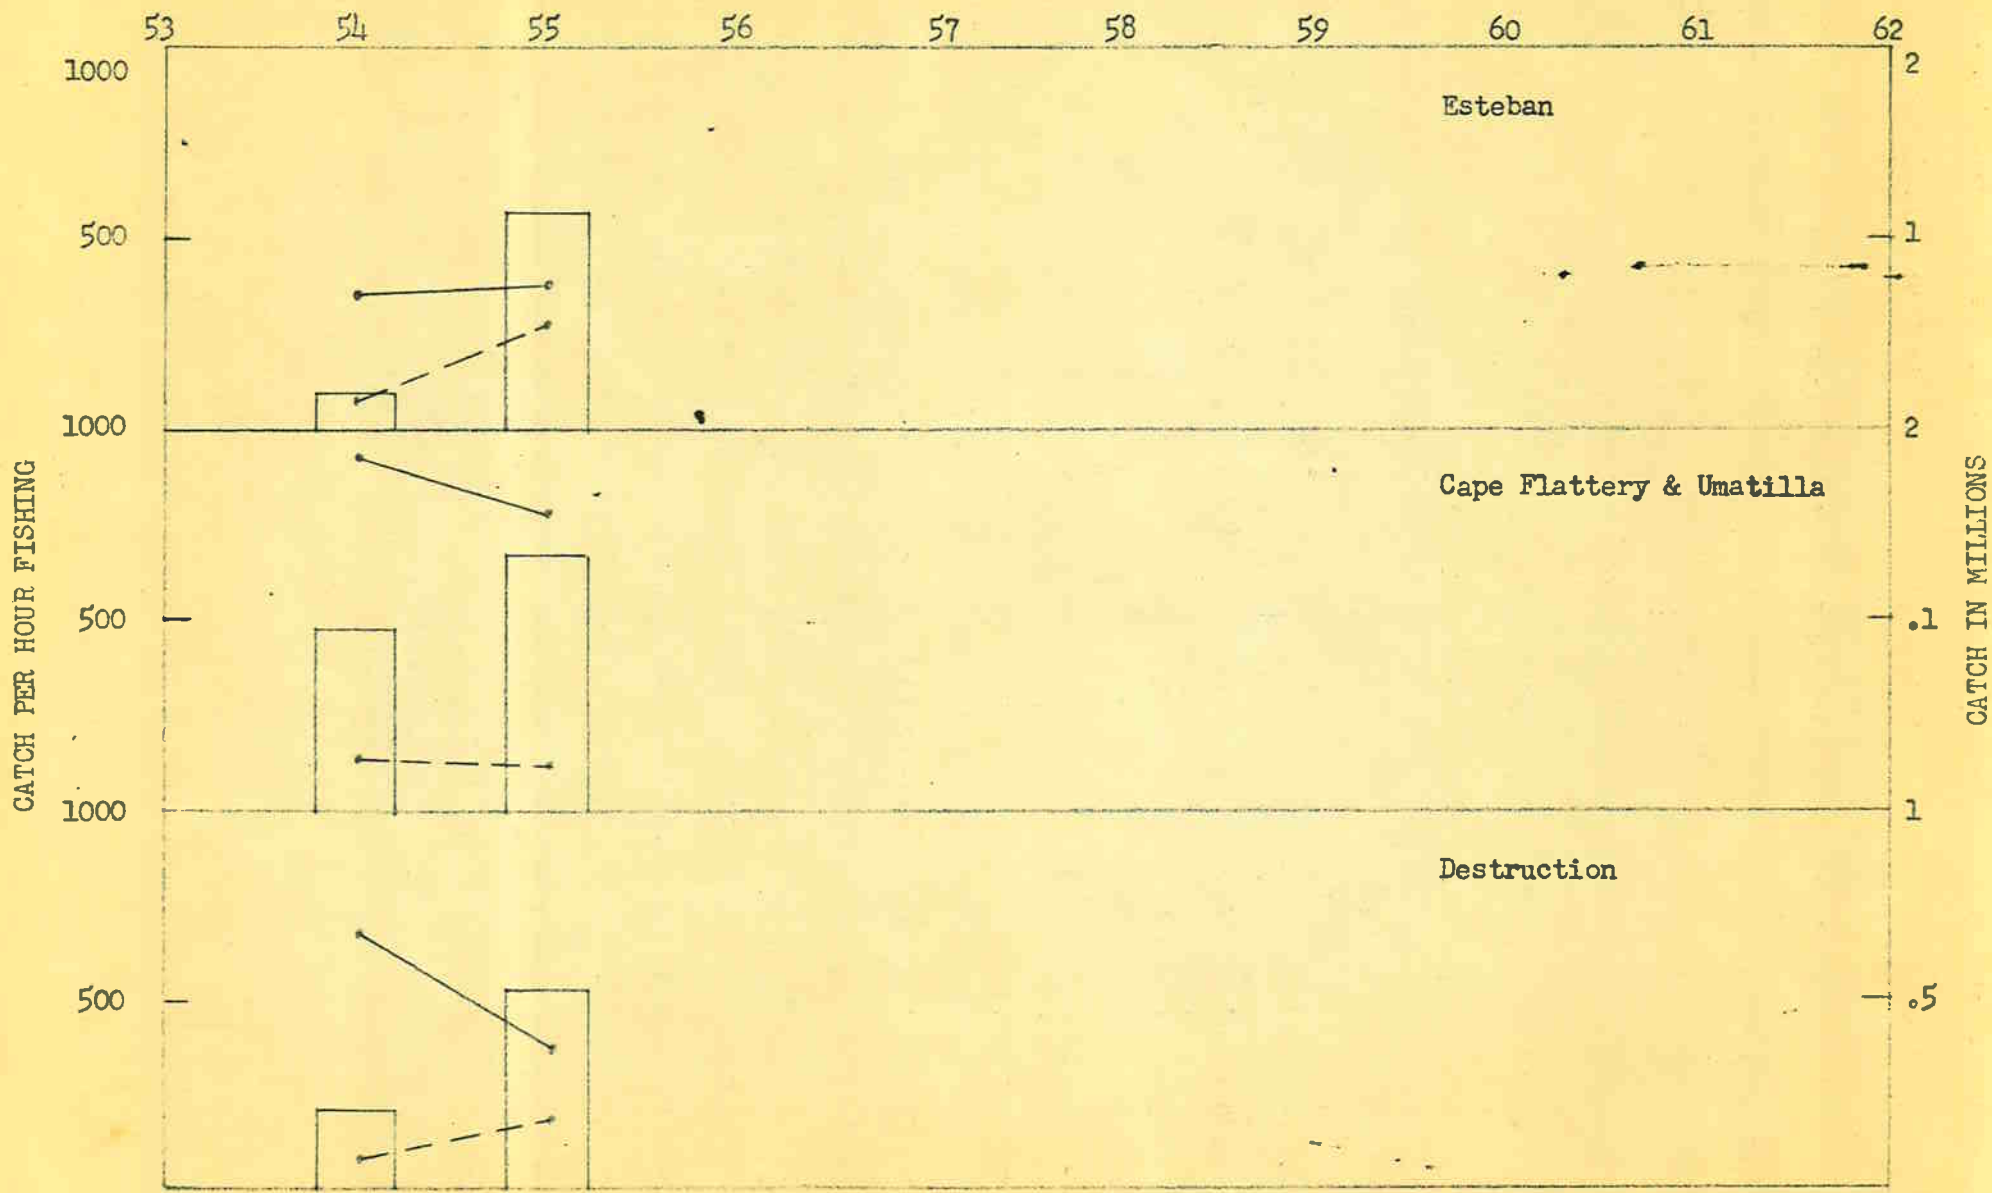 53 54 55 56 57 58 59 60 61 62
1000 2
Esteban
500 1
1000 2
Cape Flattery & Umatilla
500 .1
1000 1
Destruction
500 .5
CATCH PER HOUR FISHING
CATCH IN MILLIONS